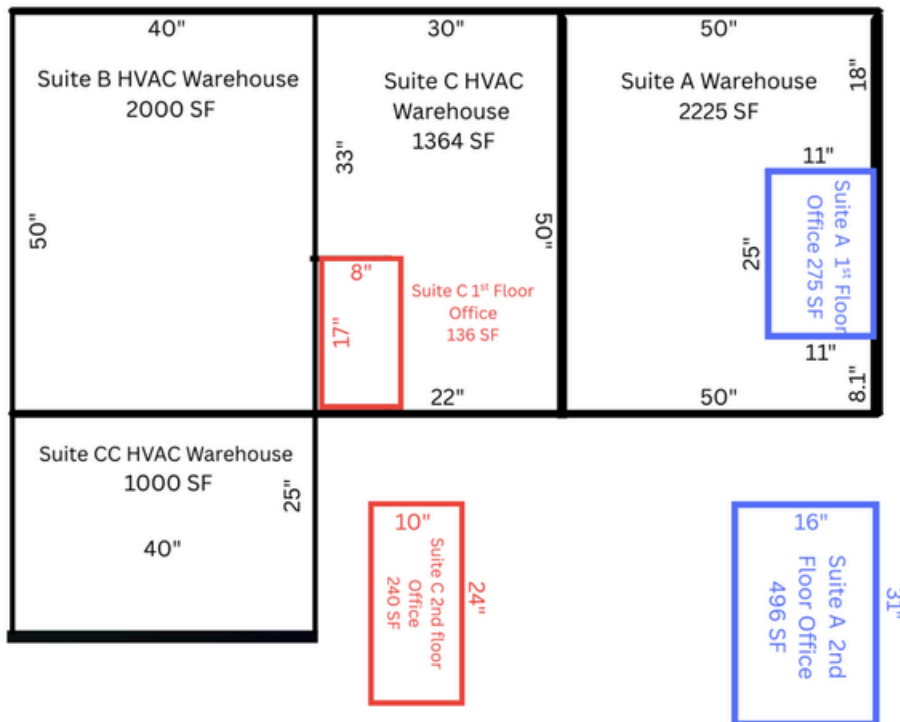 40"
30"
50"
Suite B HVAC Warehouse
2000 SF
Suite C HVAC
Warehouse
1364 SF
Suite A Warehouse
2225 SF
18"
33"
50"
50"
11"
Suite A 1st Floor
Office 275 SF
25"
11"
8.1"
8"
17"
Suite C 1st Floor
Office
136 SF
22"
50"
Suite CC HVAC Warehouse
1000 SF
25"
40"
10"
Suite C 2nd floor
Office
240 SF
24"
16"
Suite A 2nd
Floor Office
496 SF
31"